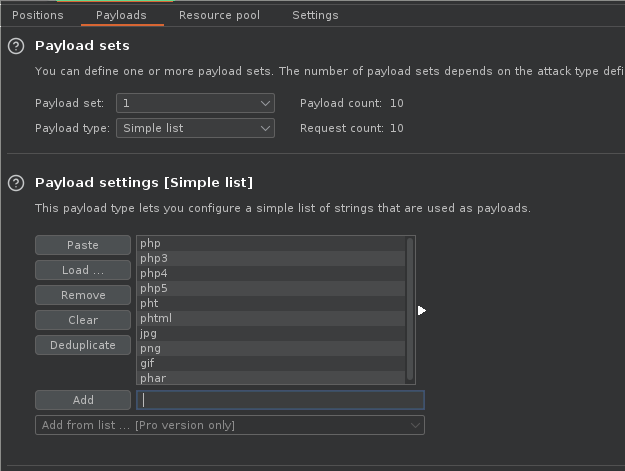 Positions Payloads Resource pool Settings
? Payload sets
You can define one or more payload sets. The number of payload sets depends on the attack type defi
Payload set: 1 Payload count: 10
Payload type: Simple list Request count: 10
? Payload settings [Simple list]
This payload type lets you configure a simple list of strings that are used as payloads.
Paste
Load ...
Remove
Clear
Deduplicate
php
php3
php4
php5
pht
phtml
jpg
png
gif
phar
Add
Add from list ... [Pro version only]